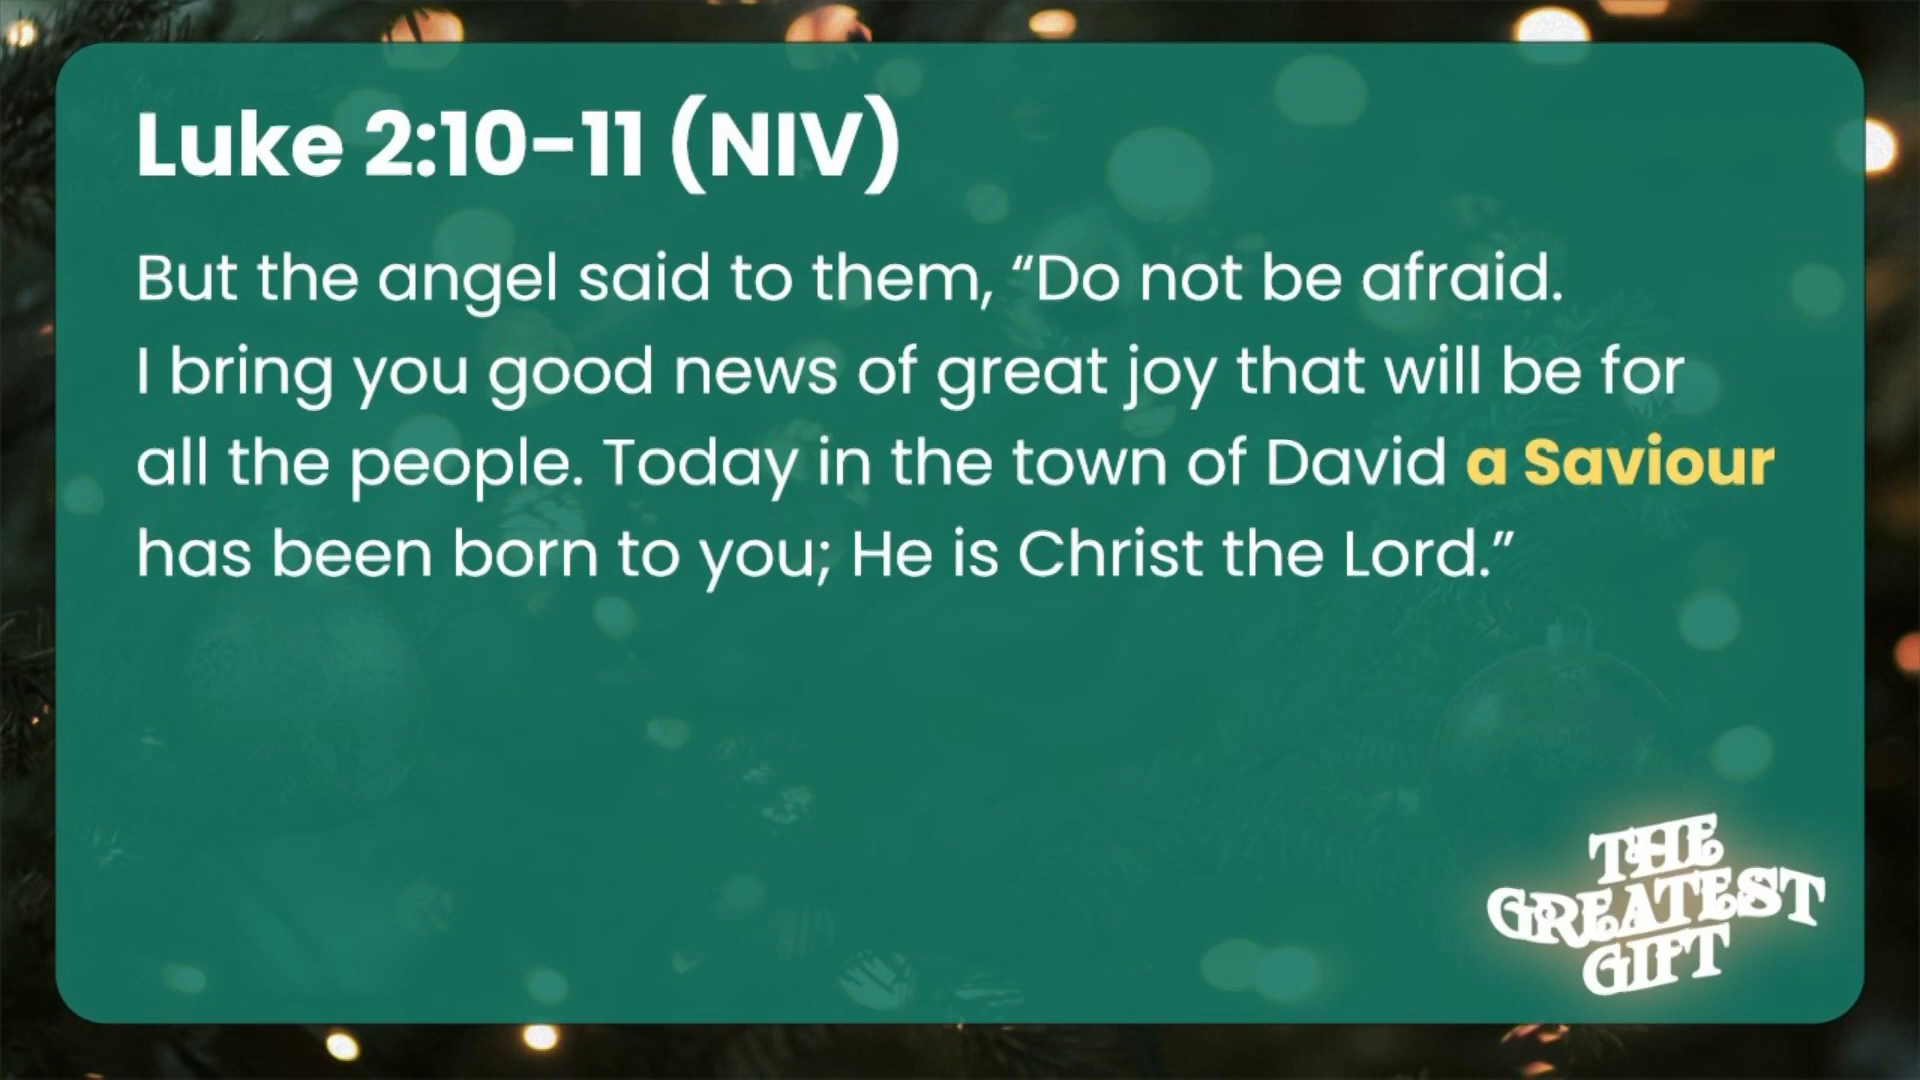 Luke 2:10-11 (NIV)
But the angel said to them, “Do not be afraid.
I bring you good news of great joy that will be for
all the people. Today in the town of David a Saviour
has been born to you; He is Christ the Lord.”
THE
GREATEST
GIFT